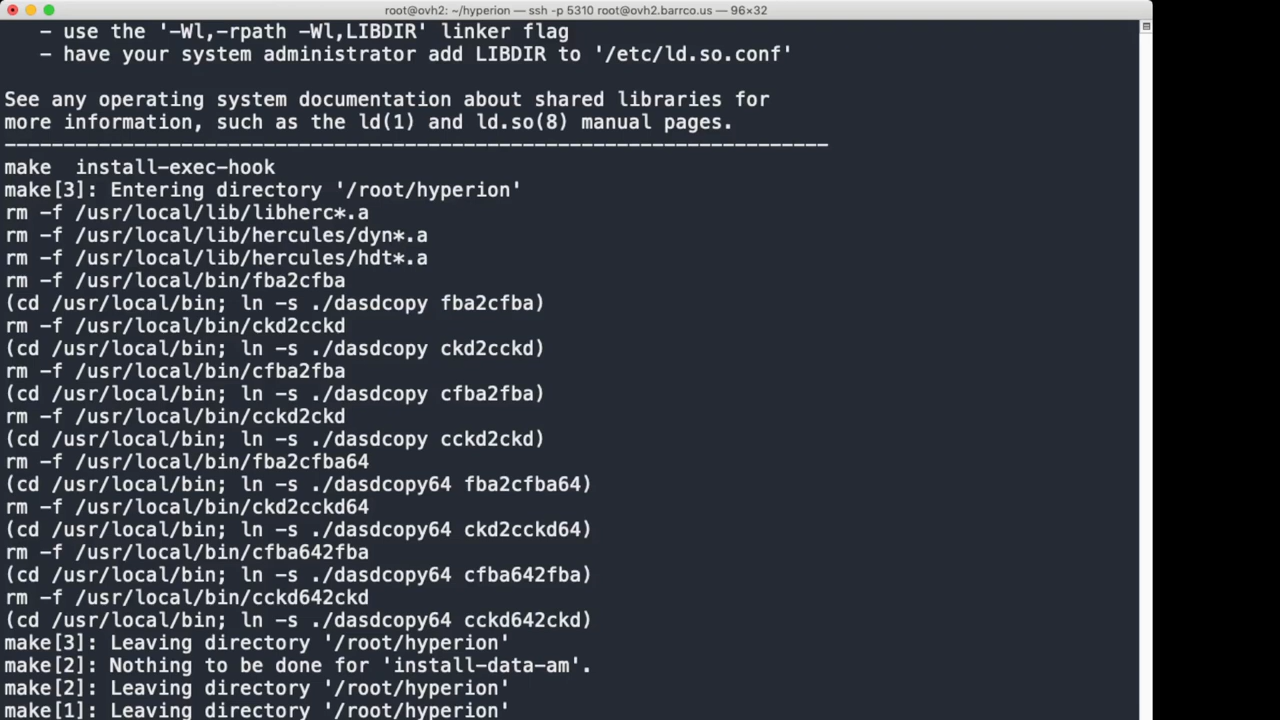 root@ovh2: ~/hyperion — ssh -p 5310 root@ovh2.barrco.us — 96×32
- use the '-Wl,-rpath -Wl,LIBDIR' linker flag
- have your system administrator add LIBDIR to '/etc/ld.so.conf'
See any operating system documentation about shared libraries for
more information, such as the ld(1) and ld.so(8) manual pages.
----------------------------------------------------------------------
make  install-exec-hook
make[3]: Entering directory '/root/hyperion'
rm -f /usr/local/lib/libherc*.a
rm -f /usr/local/lib/hercules/dyn*.a
rm -f /usr/local/lib/hercules/hdt*.a
rm -f /usr/local/bin/fba2cfba
(cd /usr/local/bin; ln -s ./dasdcopy fba2cfba)
rm -f /usr/local/bin/ckd2cckd
(cd /usr/local/bin; ln -s ./dasdcopy ckd2cckd)
rm -f /usr/local/bin/cfba2fba
(cd /usr/local/bin; ln -s ./dasdcopy cfba2fba)
rm -f /usr/local/bin/cckd2ckd
(cd /usr/local/bin; ln -s ./dasdcopy cckd2ckd)
rm -f /usr/local/bin/fba2cfba64
(cd /usr/local/bin; ln -s ./dasdcopy64 fba2cfba64)
rm -f /usr/local/bin/ckd2cckd64
(cd /usr/local/bin; ln -s ./dasdcopy64 ckd2cckd64)
rm -f /usr/local/bin/cfba642fba
(cd /usr/local/bin; ln -s ./dasdcopy64 cfba642fba)
rm -f /usr/local/bin/cckd642ckd
(cd /usr/local/bin; ln -s ./dasdcopy64 cckd642ckd)
make[3]: Leaving directory '/root/hyperion'
make[2]: Nothing to be done for 'install-data-am'.
make[2]: Leaving directory '/root/hyperion'
make[1]: Leaving directory '/root/hyperion'